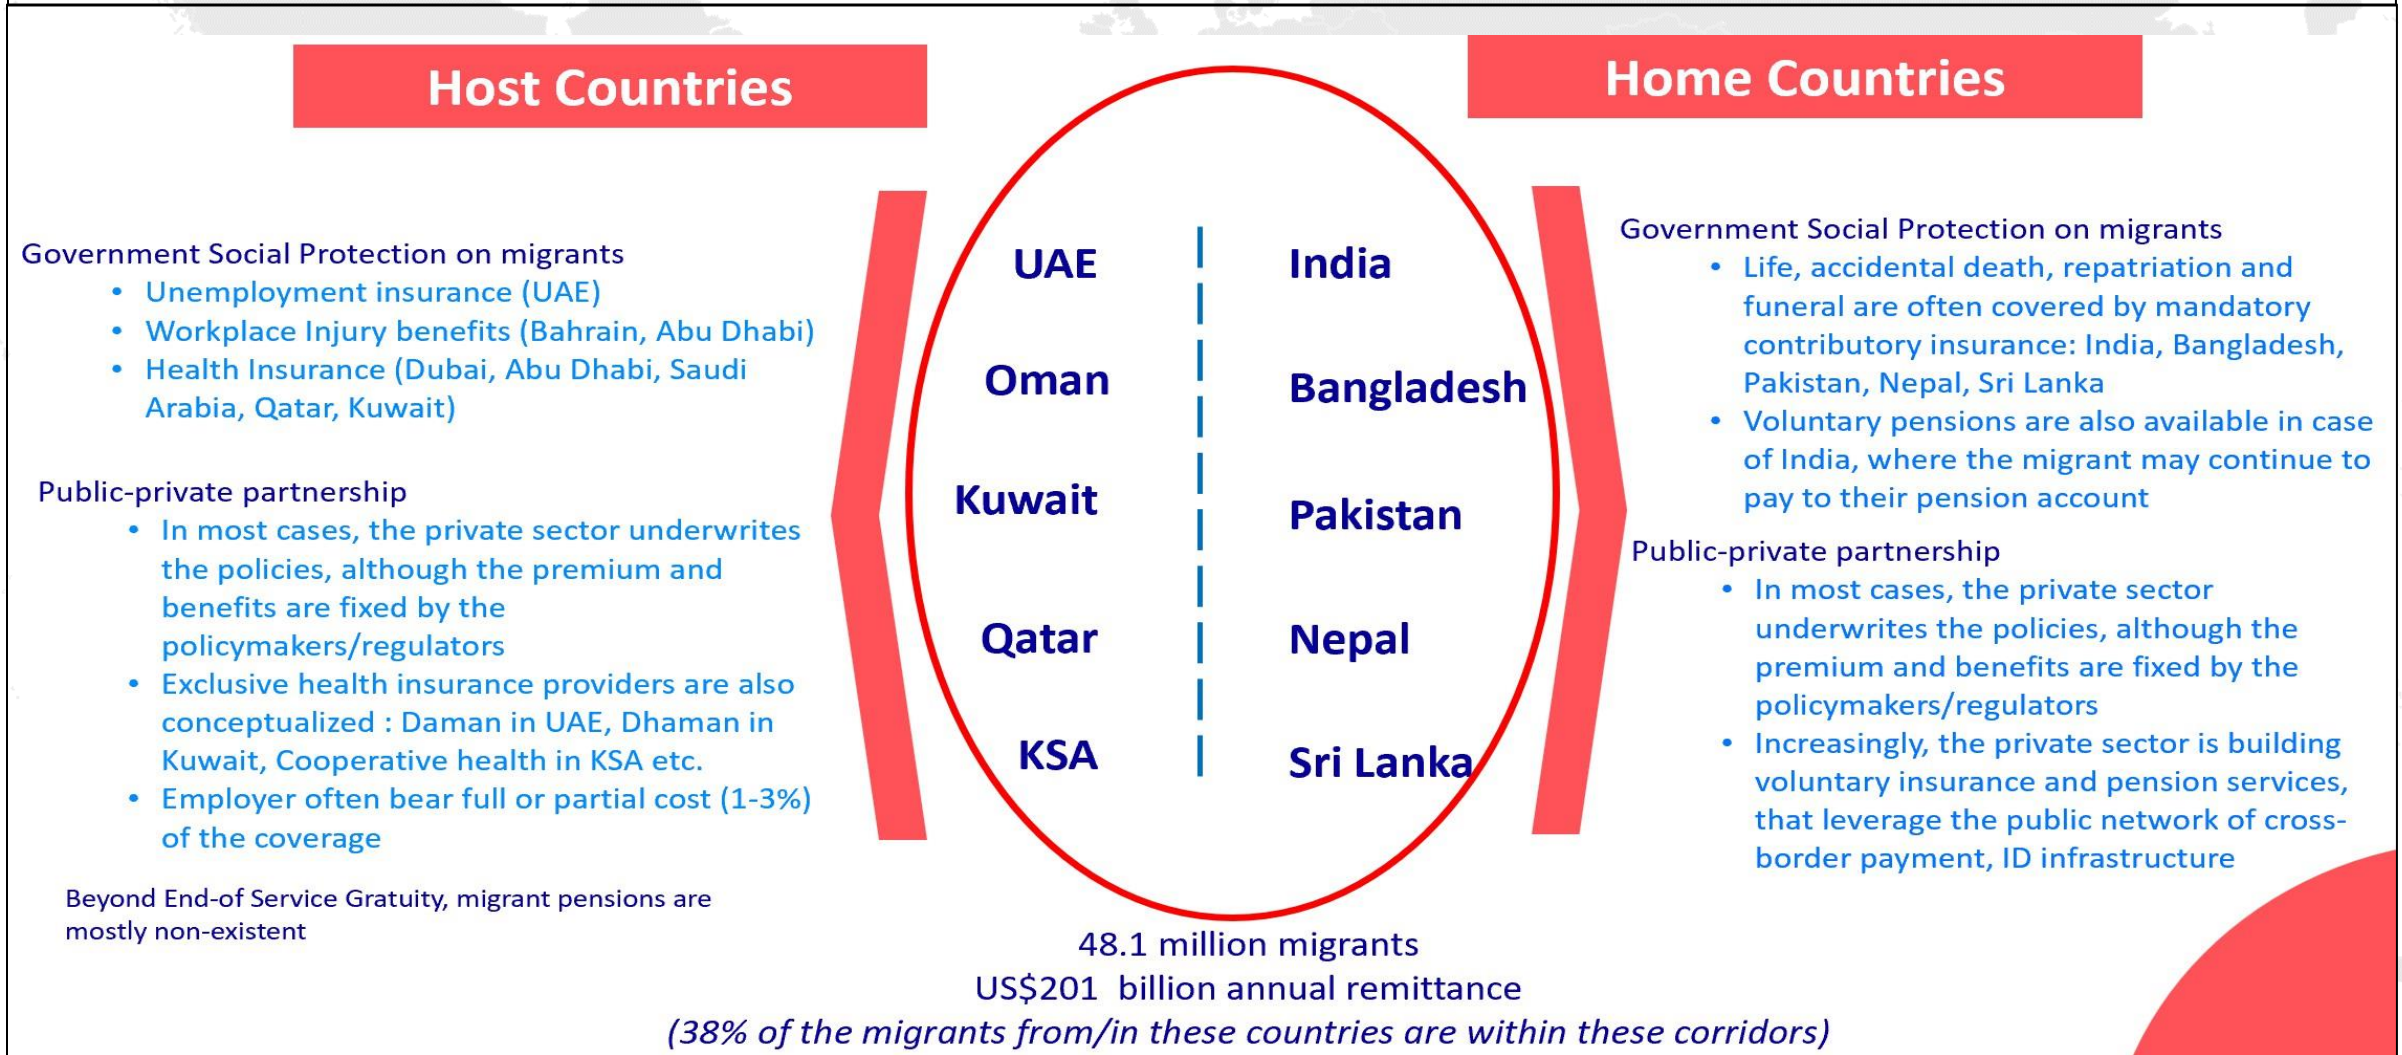 Host Countries
Government Social Protection on migrants
• Unemployment insurance (UAE)
• Workplace Injury benefits (Bahrain, Abu Dhabi)
• Health Insurance (Dubai, Abu Dhabi, Saudi
Arabia, Qatar, Kuwait)
Public-private partnership
• In most cases, the private sector underwrites
the policies, although the premium and
benefits are fixed by the
policymakers/regulators
• Exclusive health insurance providers are also
conceptualized : Daman in UAE, Dhaman in
Kuwait, Cooperative health in KSA etc.
• Employer often bear full or partial cost (1-3%)
of the coverage
Beyond End-of Service Gratuity, migrant pensions are
mostly non-existent
UAE
Oman
Kuwait
Qatar
KSA
India
Bangladesh
Pakistan
Nepal
Sri Lanka
48.1 million migrants
US$201 billion annual remittance
(38% of the migrants from/in these countries are within these corridors)
Home Countries
Government Social Protection on migrants
• Life, accidental death, repatriation and
funeral are often covered by mandatory
contributory insurance: India, Bangladesh,
Pakistan, Nepal, Sri Lanka
• Voluntary pensions are also available in case
of India, where the migrant may continue to
pay to their pension account
Public-private partnership
• In most cases, the private sector
underwrites the policies, although the
premium and benefits are fixed by the
policymakers/regulators
• Increasingly, the private sector is building
voluntary insurance and pension services,
that leverage the public network of cross-
border payment, ID infrastructure